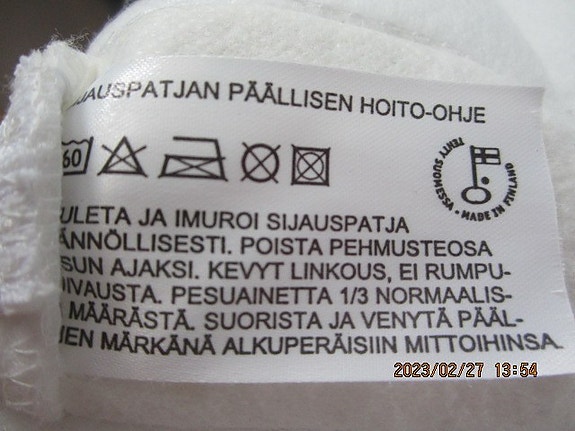 IJAUSPATJAN PÄÄLLISEN HOITO-OHJE
60
TEHTY SUOMESSA • MADE IN FINLAND
ULETA JA IMUROI SIJAUSPATJA
ÄNNÖLLISESTI. POISTA PEHMUSTEOSA
SUN AJAKSI. KEVYT LINKOUS, EI RUMPU-
IVAUSTA. PESUAINETTA 1/3 NORMAALIS-
MÄÄRÄSTÄ. SUORISTA JA VENYTÄ PÄÄL-
NEN MÄRKÄNÄ ALKUPERÄISIIN MITTOIHINSA.
2023/02/27 13:54